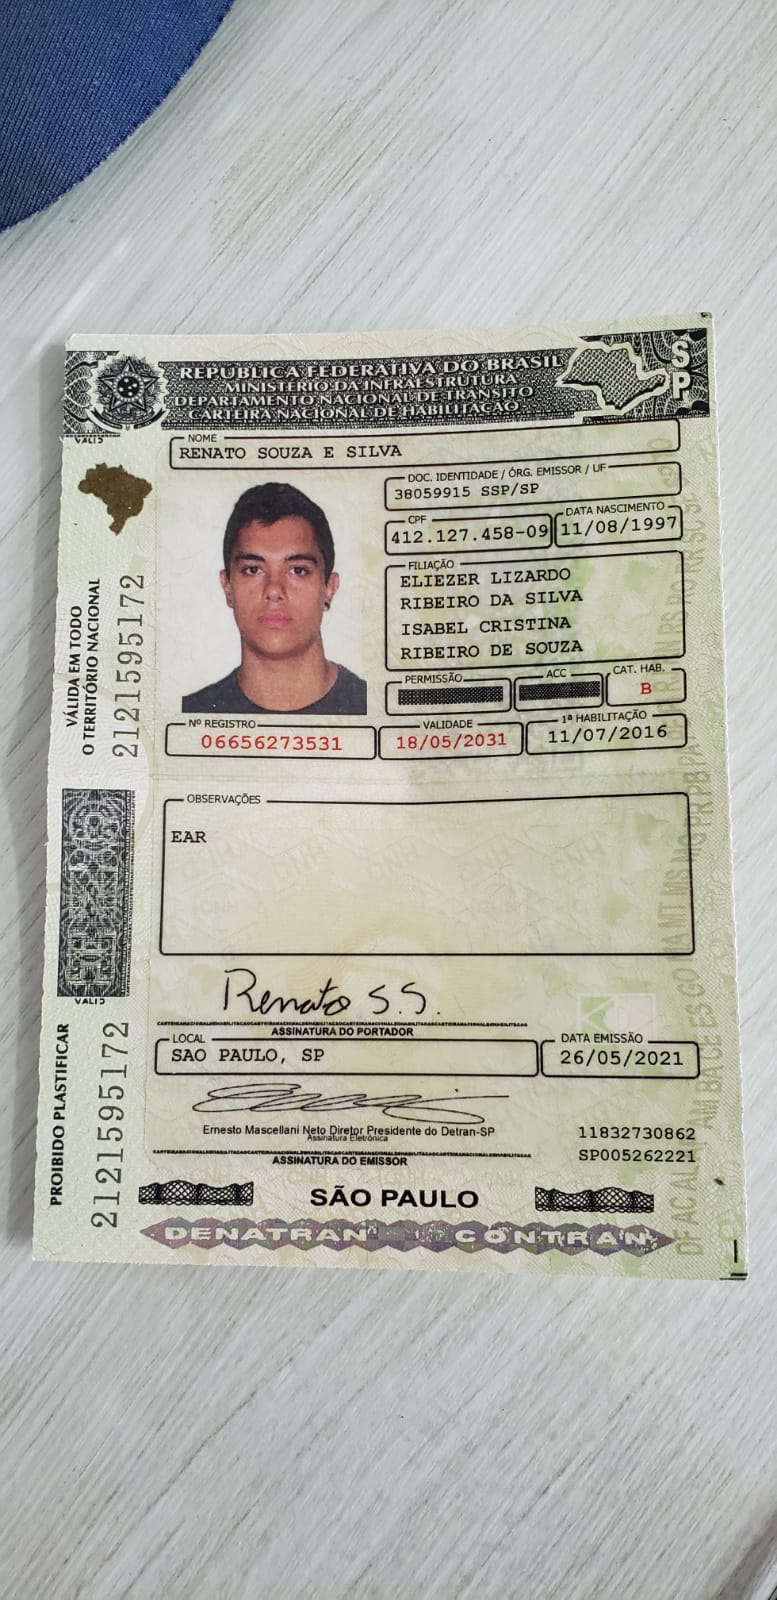 REPÚBLICA FEDERATIVA DO BRASIL
MINISTÉRIO DA INFRAESTRUTURA
DEPARTAMENTO NACIONAL DE TRÂNSITO
CARTEIRA NACIONAL DE HABILITAÇÃO
SP
NOME
RENATO SOUZA E SILVA
DOC. IDENTIDADE / ÓRG. EMISSOR / UF
38059915 SSP/SP
CPF
412.127.458-09
DATA NASCIMENTO
11/08/1997
FILIAÇÃO
ELIEZER LIZARDO
RIBEIRO DA SILVA
ISABEL CRISTINA
RIBEIRO DE SOUZA
PERMISSÃO
ACC
CAT. HAB.
B
Nº REGISTRO
06656273531
VALIDADE
18/05/2031
1ª HABILITAÇÃO
11/07/2016
VÁLIDA EM TODO
O TERRITÓRIO NACIONAL
2121595172
OBSERVAÇÕES
EAR
Renato S.S.
ASSINATURA DO PORTADOR
LOCAL
SAO PAULO, SP
DATA EMISSÃO
26/05/2021
PROIBIDO PLASTIFICAR
2121595172
Ernesto Mascellani Neto Diretor Presidente do Detran-SP
Assinatura Eletrônica
ASSINATURA DO EMISSOR
11832730862
SP005262221
SÃO PAULO
DENATRAN CONTRAN